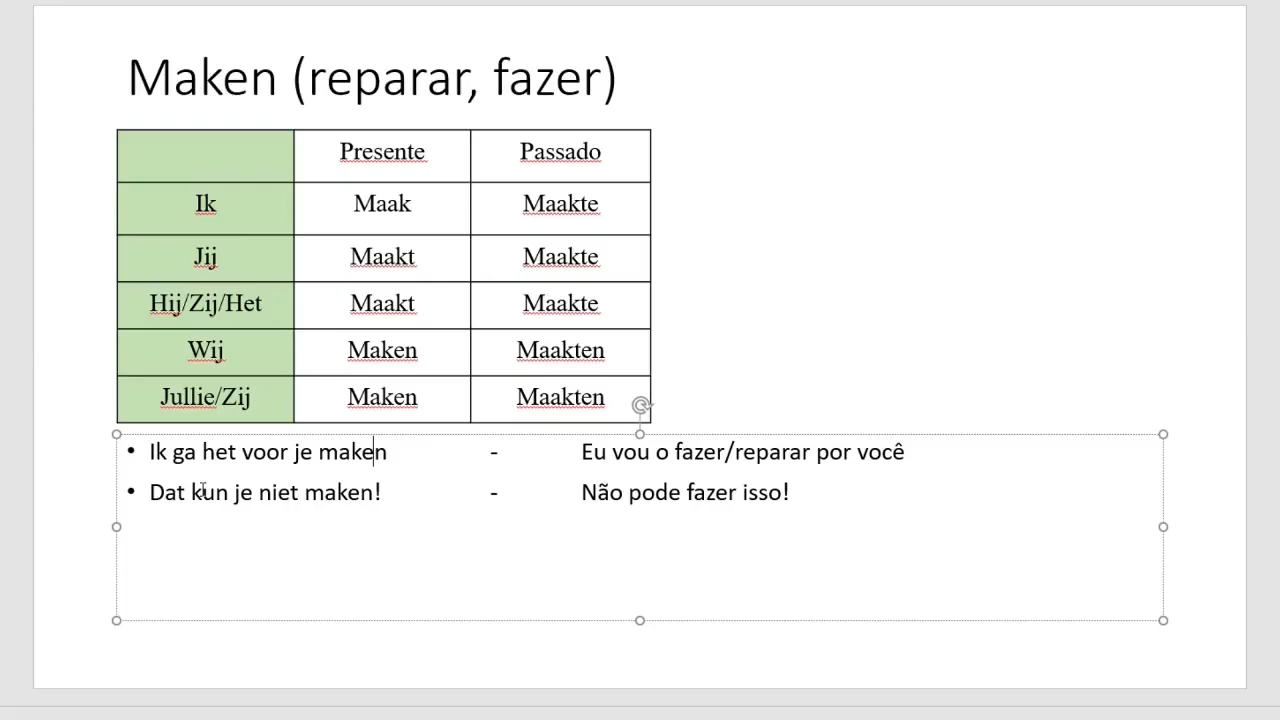 Maken (reparar, fazer)
Presente Passado
Ik Maak Maakte
Jij Maakt Maakte
Hij/Zij/Het Maakt Maakte
Wij Maken Maakten
Jullie/Zij Maken Maakten
• Ik ga het voor je maken - Eu vou o fazer/reparar por você
• Dat kun je niet maken! - Não pode fazer isso!